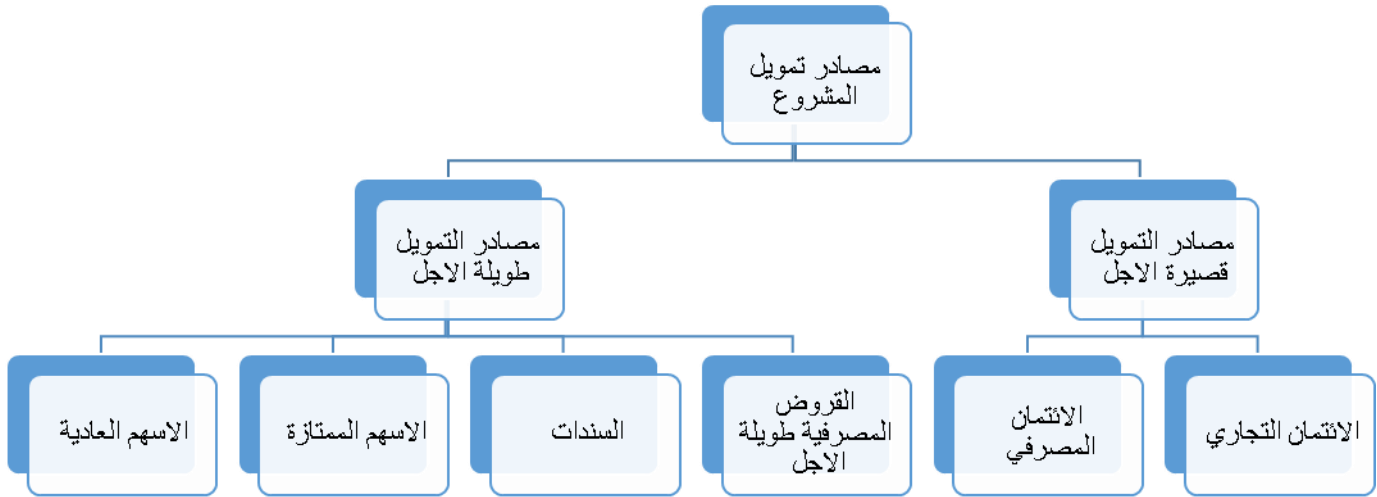 مصادر تمويل
المشروع
مصادر التمويل
قصيرة الاجل
مصادر التمويل
طويلة الاجل
الائتمان التجاري
الائتمان
المصرفي
القروض
المصرفية طويلة
الاجل
السندات
الاسهم الممتازة
الاسهم العادية